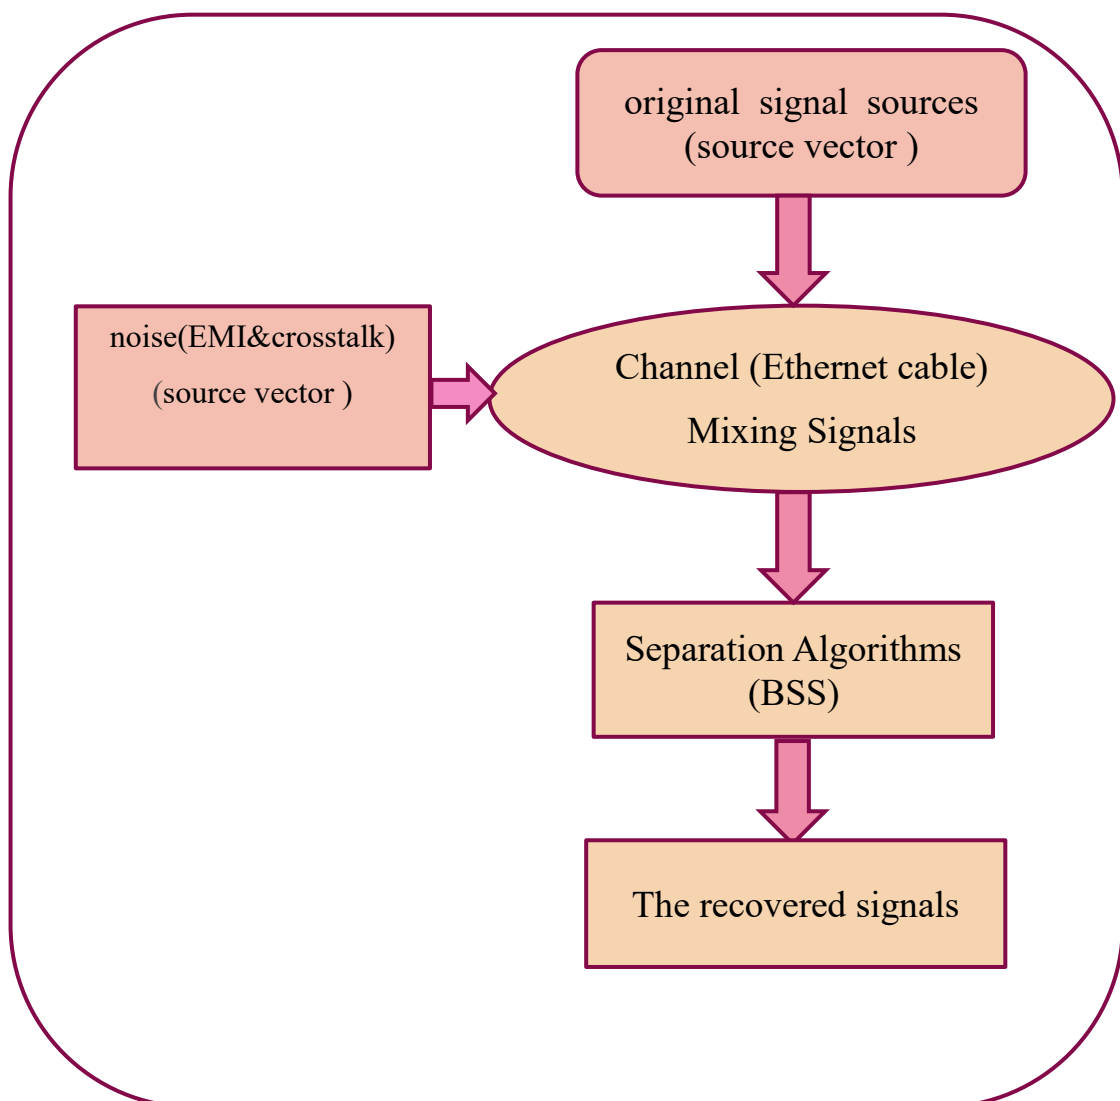 original signal sources
(source vector )
noise(EMI&crosstalk)
(source vector )
Channel (Ethernet cable)
Mixing Signals
Separation Algorithms
(BSS)
The recovered signals